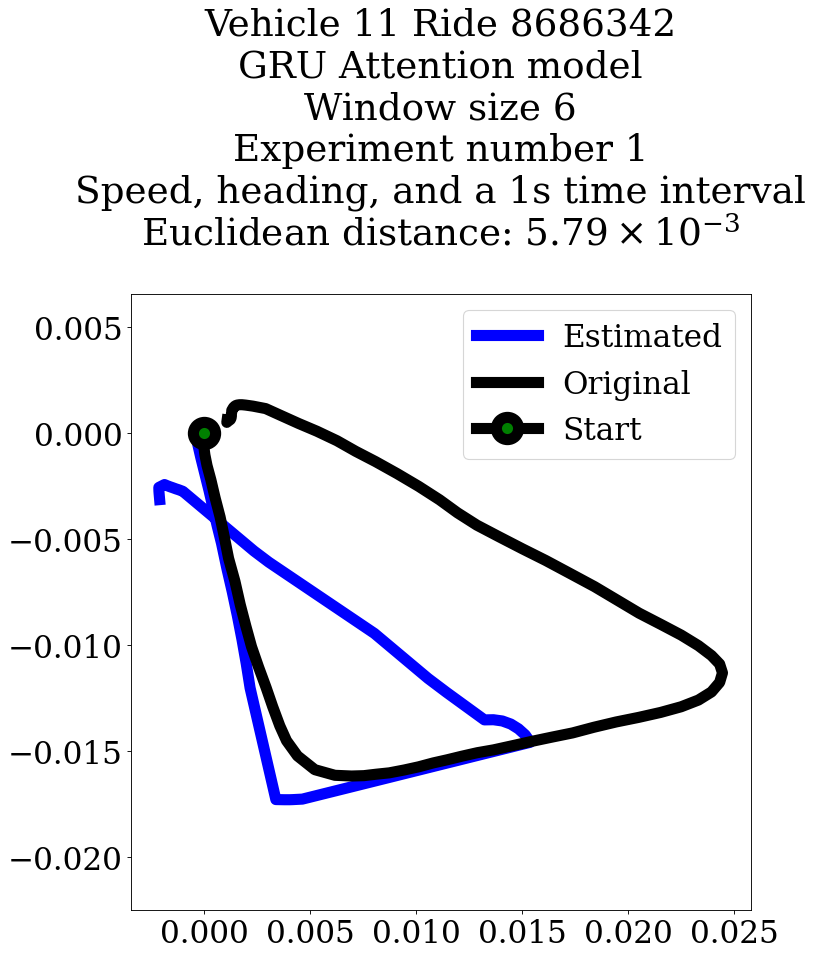 Vehicle 11 Ride 8686342
GRU Attention model
Window size 6
Experiment number 1
Speed, heading, and a 1s time interval
Euclidean distance: 5.79 × 10⁻³
Estimated
Original
Start
0.005
0.000
−0.005
−0.010
−0.015
−0.020
0.000 0.005 0.010 0.015 0.020 0.025